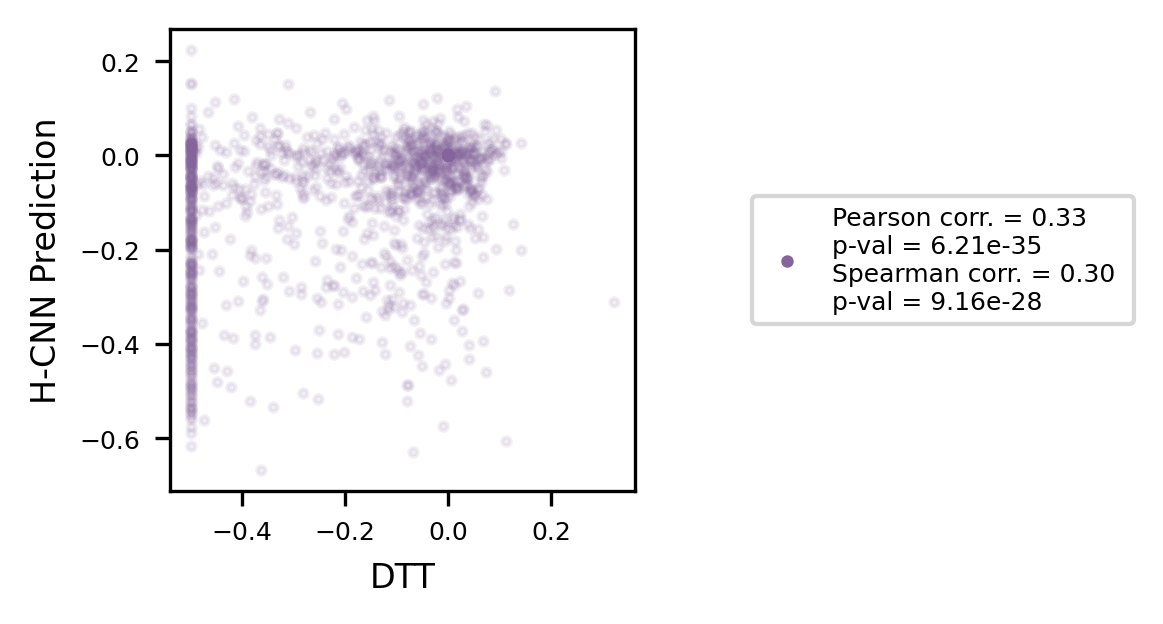 0.2
0.0
−0.2
−0.4
−0.6
H-CNN Prediction
−0.4
−0.2
0.0
0.2
DTT
Pearson corr. = 0.33
p-val = 6.21e-35
Spearman corr. = 0.30
p-val = 9.16e-28